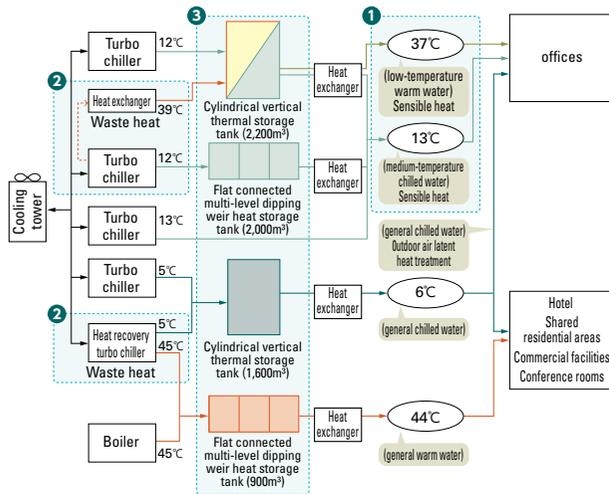 3
1
Turbo
chiller
12℃
2
Heat exchanger
39℃
Waste heat
Turbo
chiller
12℃
Cooling
tower
Turbo
chiller
13℃
Turbo
chiller
5℃
2
Heat recovery
turbo chiller
5℃
45℃
Waste heat
Boiler
45℃
Cylindrical vertical
thermal storage
tank (2,200m³)
Flat connected
multi-level dipping
weir heat storage
tank (2,000m³)
Cylindrical vertical
thermal storage
tank (1,600m³)
Flat connected
multi-level dipping
weir heat storage
tank (900m³)
Heat
exchanger
Heat
exchanger
Heat
exchanger
Heat
exchanger
37℃
(low-temperature
warm water)
Sensible heat
13℃
(medium-temperature
chilled water)
Sensible heat
(general chilled water)
Outdoor air latent
heat treatment
6℃
(general chilled water)
44℃
(general warm water)
offices
Hotel
Shared
residential areas
Commercial facilities
Conference rooms